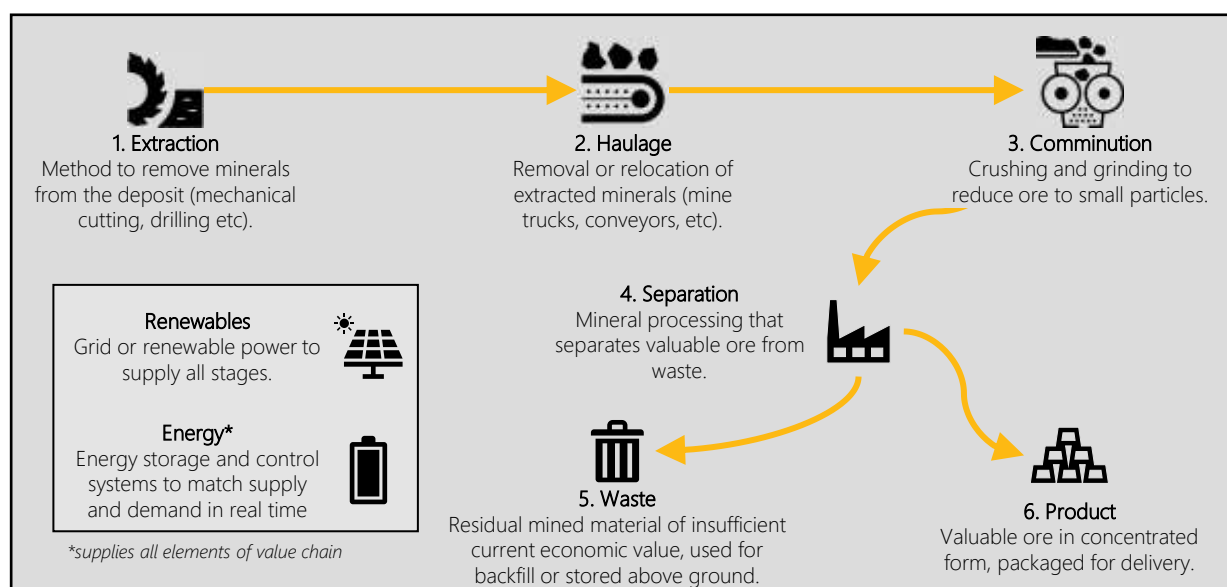 1. Extraction
Method to remove minerals
from the deposit (mechanical
cutting, drilling etc).
2. Haulage
Removal or relocation of
extracted minerals (mine
trucks, conveyors, etc).
3. Comminution
Crushing and grinding to
reduce ore to small particles.
Renewables
Grid or renewable power to
supply all stages.
Energy*
Energy storage and control
systems to match supply
and demand in real time
*supplies all elements of value chain
4. Separation
Mineral processing that
separates valuable ore from
waste.
5. Waste
Residual mined material of insufficient
current economic value, used for
backfill or stored above ground.
6. Product
Valuable ore in concentrated
form, packaged for delivery.